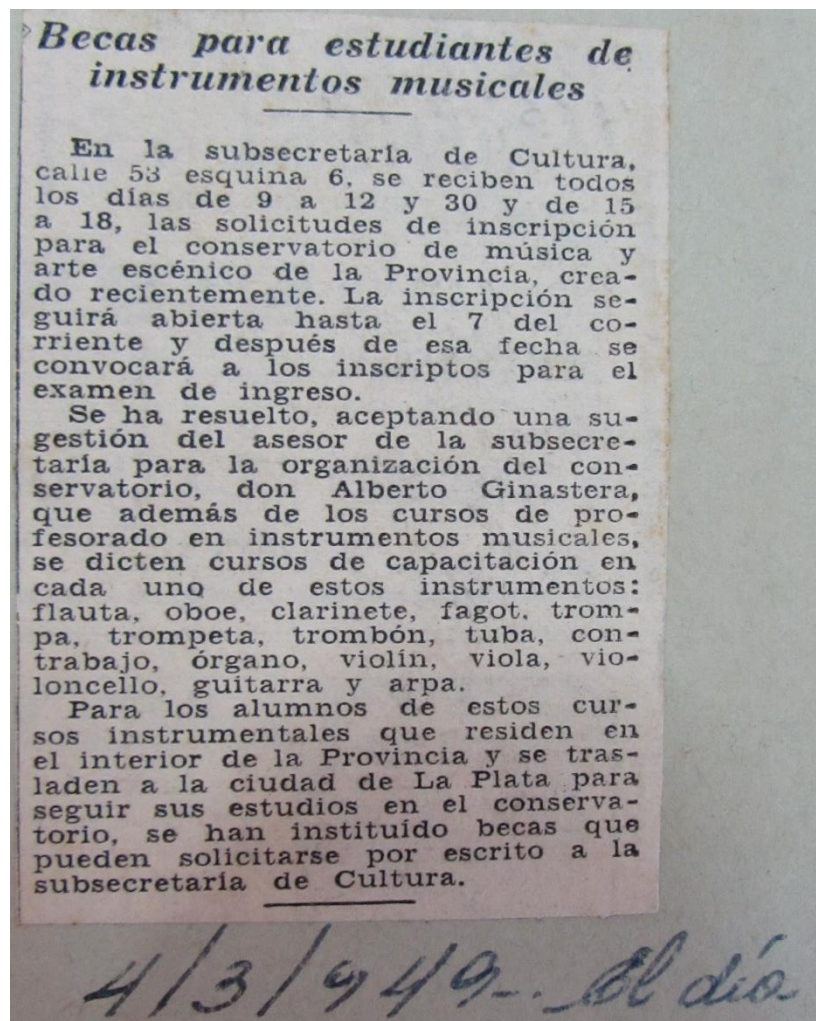 Becas para estudiantes de
instrumentos musicales
En la subsecretaría de Cultura,
calle 53 esquina 6, se reciben todos
los días de 9 a 12 y 30 y de 15
a 18, las solicitudes de inscripción
para el conservatorio de música y
arte escénico de la Provincia, crea-
do recientemente. La inscripción se-
guirá abierta hasta el 7 del co-
rriente y después de esa fecha se
convocará a los inscriptos para el
examen de ingreso.
Se ha resuelto, aceptando una su-
gestión del asesor de la subsecre-
taría para la organización del con-
servatorio, don Alberto Ginastera,
que además de los cursos de pro-
fesorado en instrumentos musicales,
se dicten cursos de capacitación en
cada uno de estos instrumentos:
flauta, oboe, clarinete, fagot, trom-
pa, trompeta, trombón, tuba, con-
trabajo, órgano, violín, viola, vio-
loncello, guitarra y arpa.
Para los alumnos de estos cur-
sos instrumentales que residen en
el interior de la Provincia y se tras-
laden a la ciudad de La Plata para
seguir sus estudios en el conserva-
torio, se han instituído becas que
pueden solicitarse por escrito a la
subsecretaría de Cultura.
4/3/949-. El día